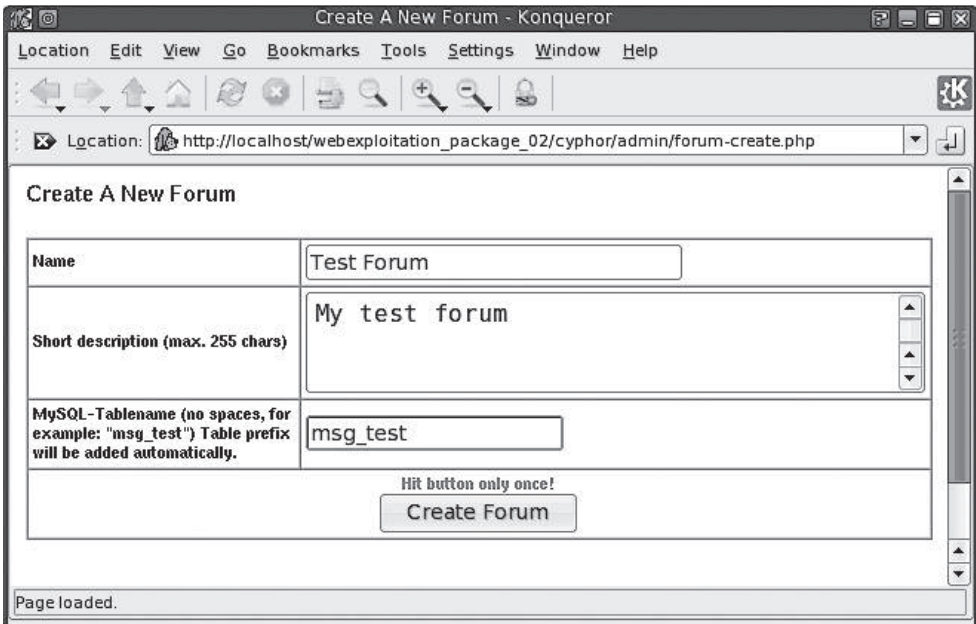 Create A New Forum - Konqueror
Location Edit View Go Bookmarks Tools Settings Window Help
Location: http://localhost/webexploitation_package_02/cyphor/admin/forum-create.php
Create A New Forum
Name
Test Forum
Short description (max. 255 chars)
My test forum
MySQL-Tablename (no spaces, for
example: "msg_test") Table prefix
will be added automatically.
msg_test
Hit button only once!
Create Forum
Page loaded.